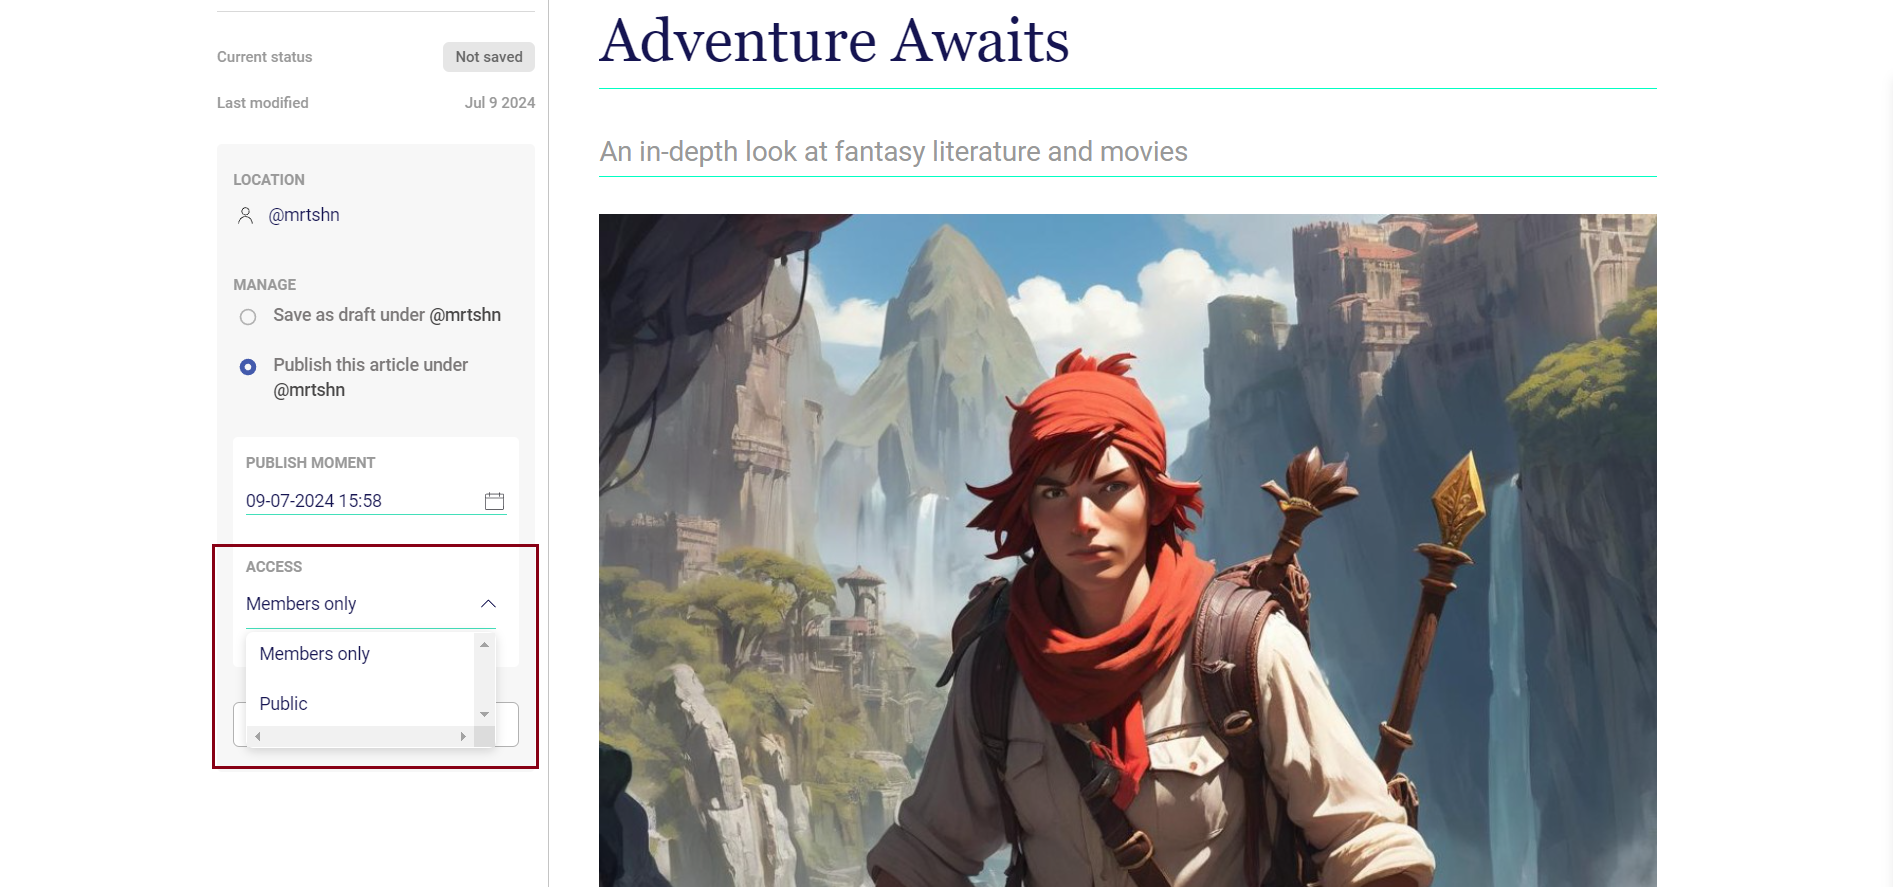 Current status
Not saved
Last modified
Jul 9 2024
LOCATION
@mrtshn
MANAGE
Save as draft under @mrtshn
Publish this article under
@mrtshn
PUBLISH MOMENT
09-07-2024 15:58
ACCESS
Members only
Members only
Public
Adventure Awaits
An in-depth look at fantasy literature and movies